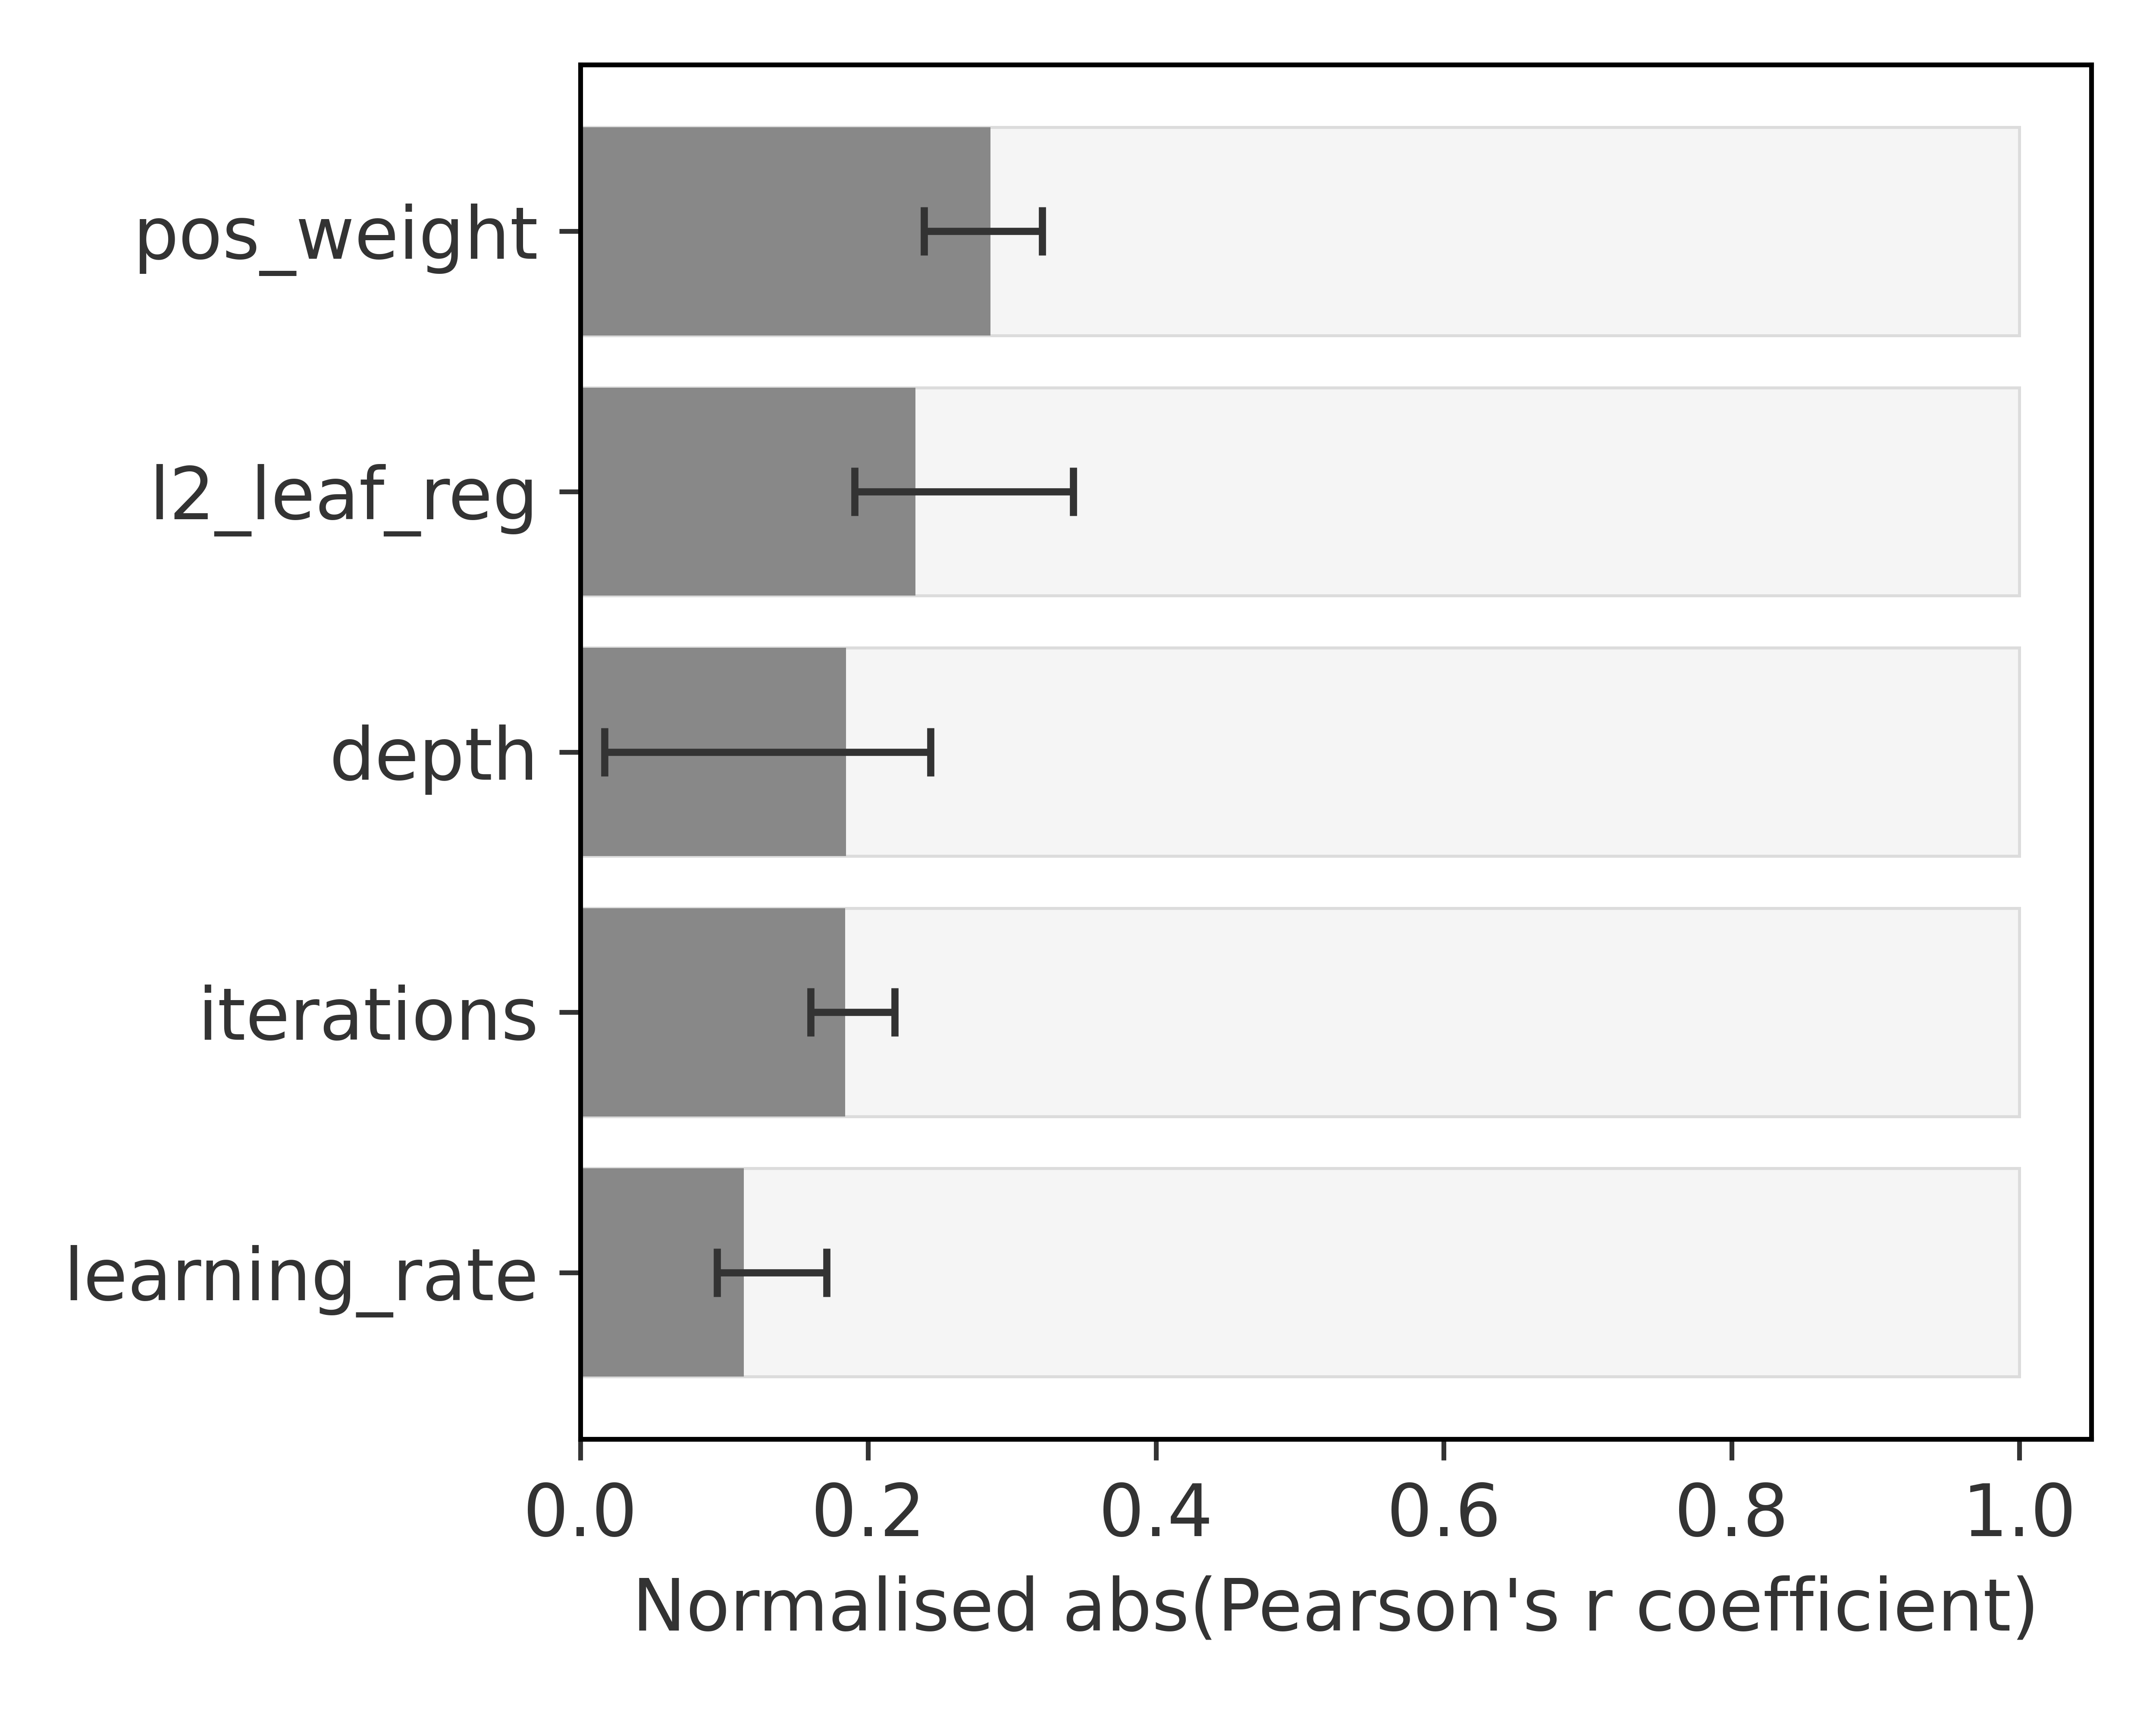 pos_weight
l2_leaf_reg
depth
iterations
learning_rate
0.0 0.2 0.4 0.6 0.8 1.0
Normalised abs(Pearson's r coefficient)